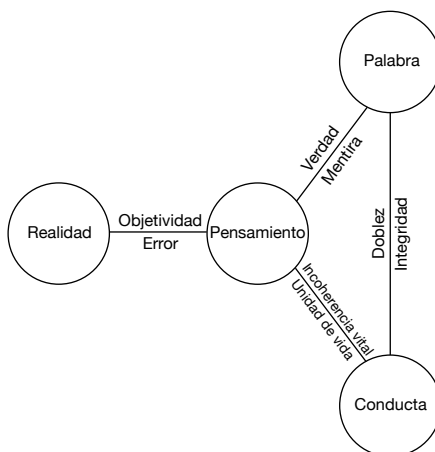 Palabra
Verdad
Mentira
Realidad
Objetividad
Error
Pensamiento
Doblez
Integridad
Incoherencia vital
Unidad de vida
Conducta